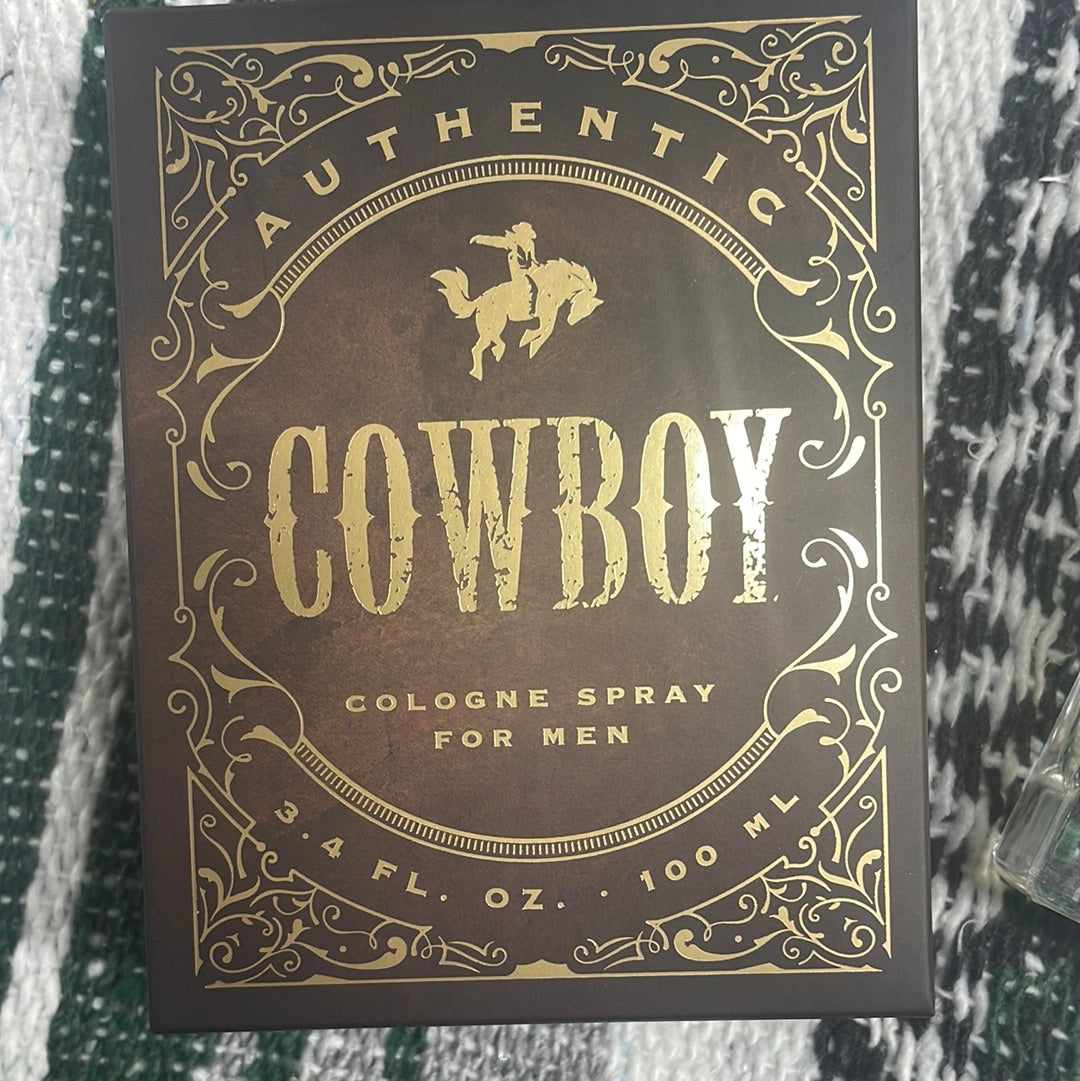 AUTHENTIC
COWBOY
COLOGNE SPRAY
FOR MEN
3.4 FL. OZ. · 100 ML